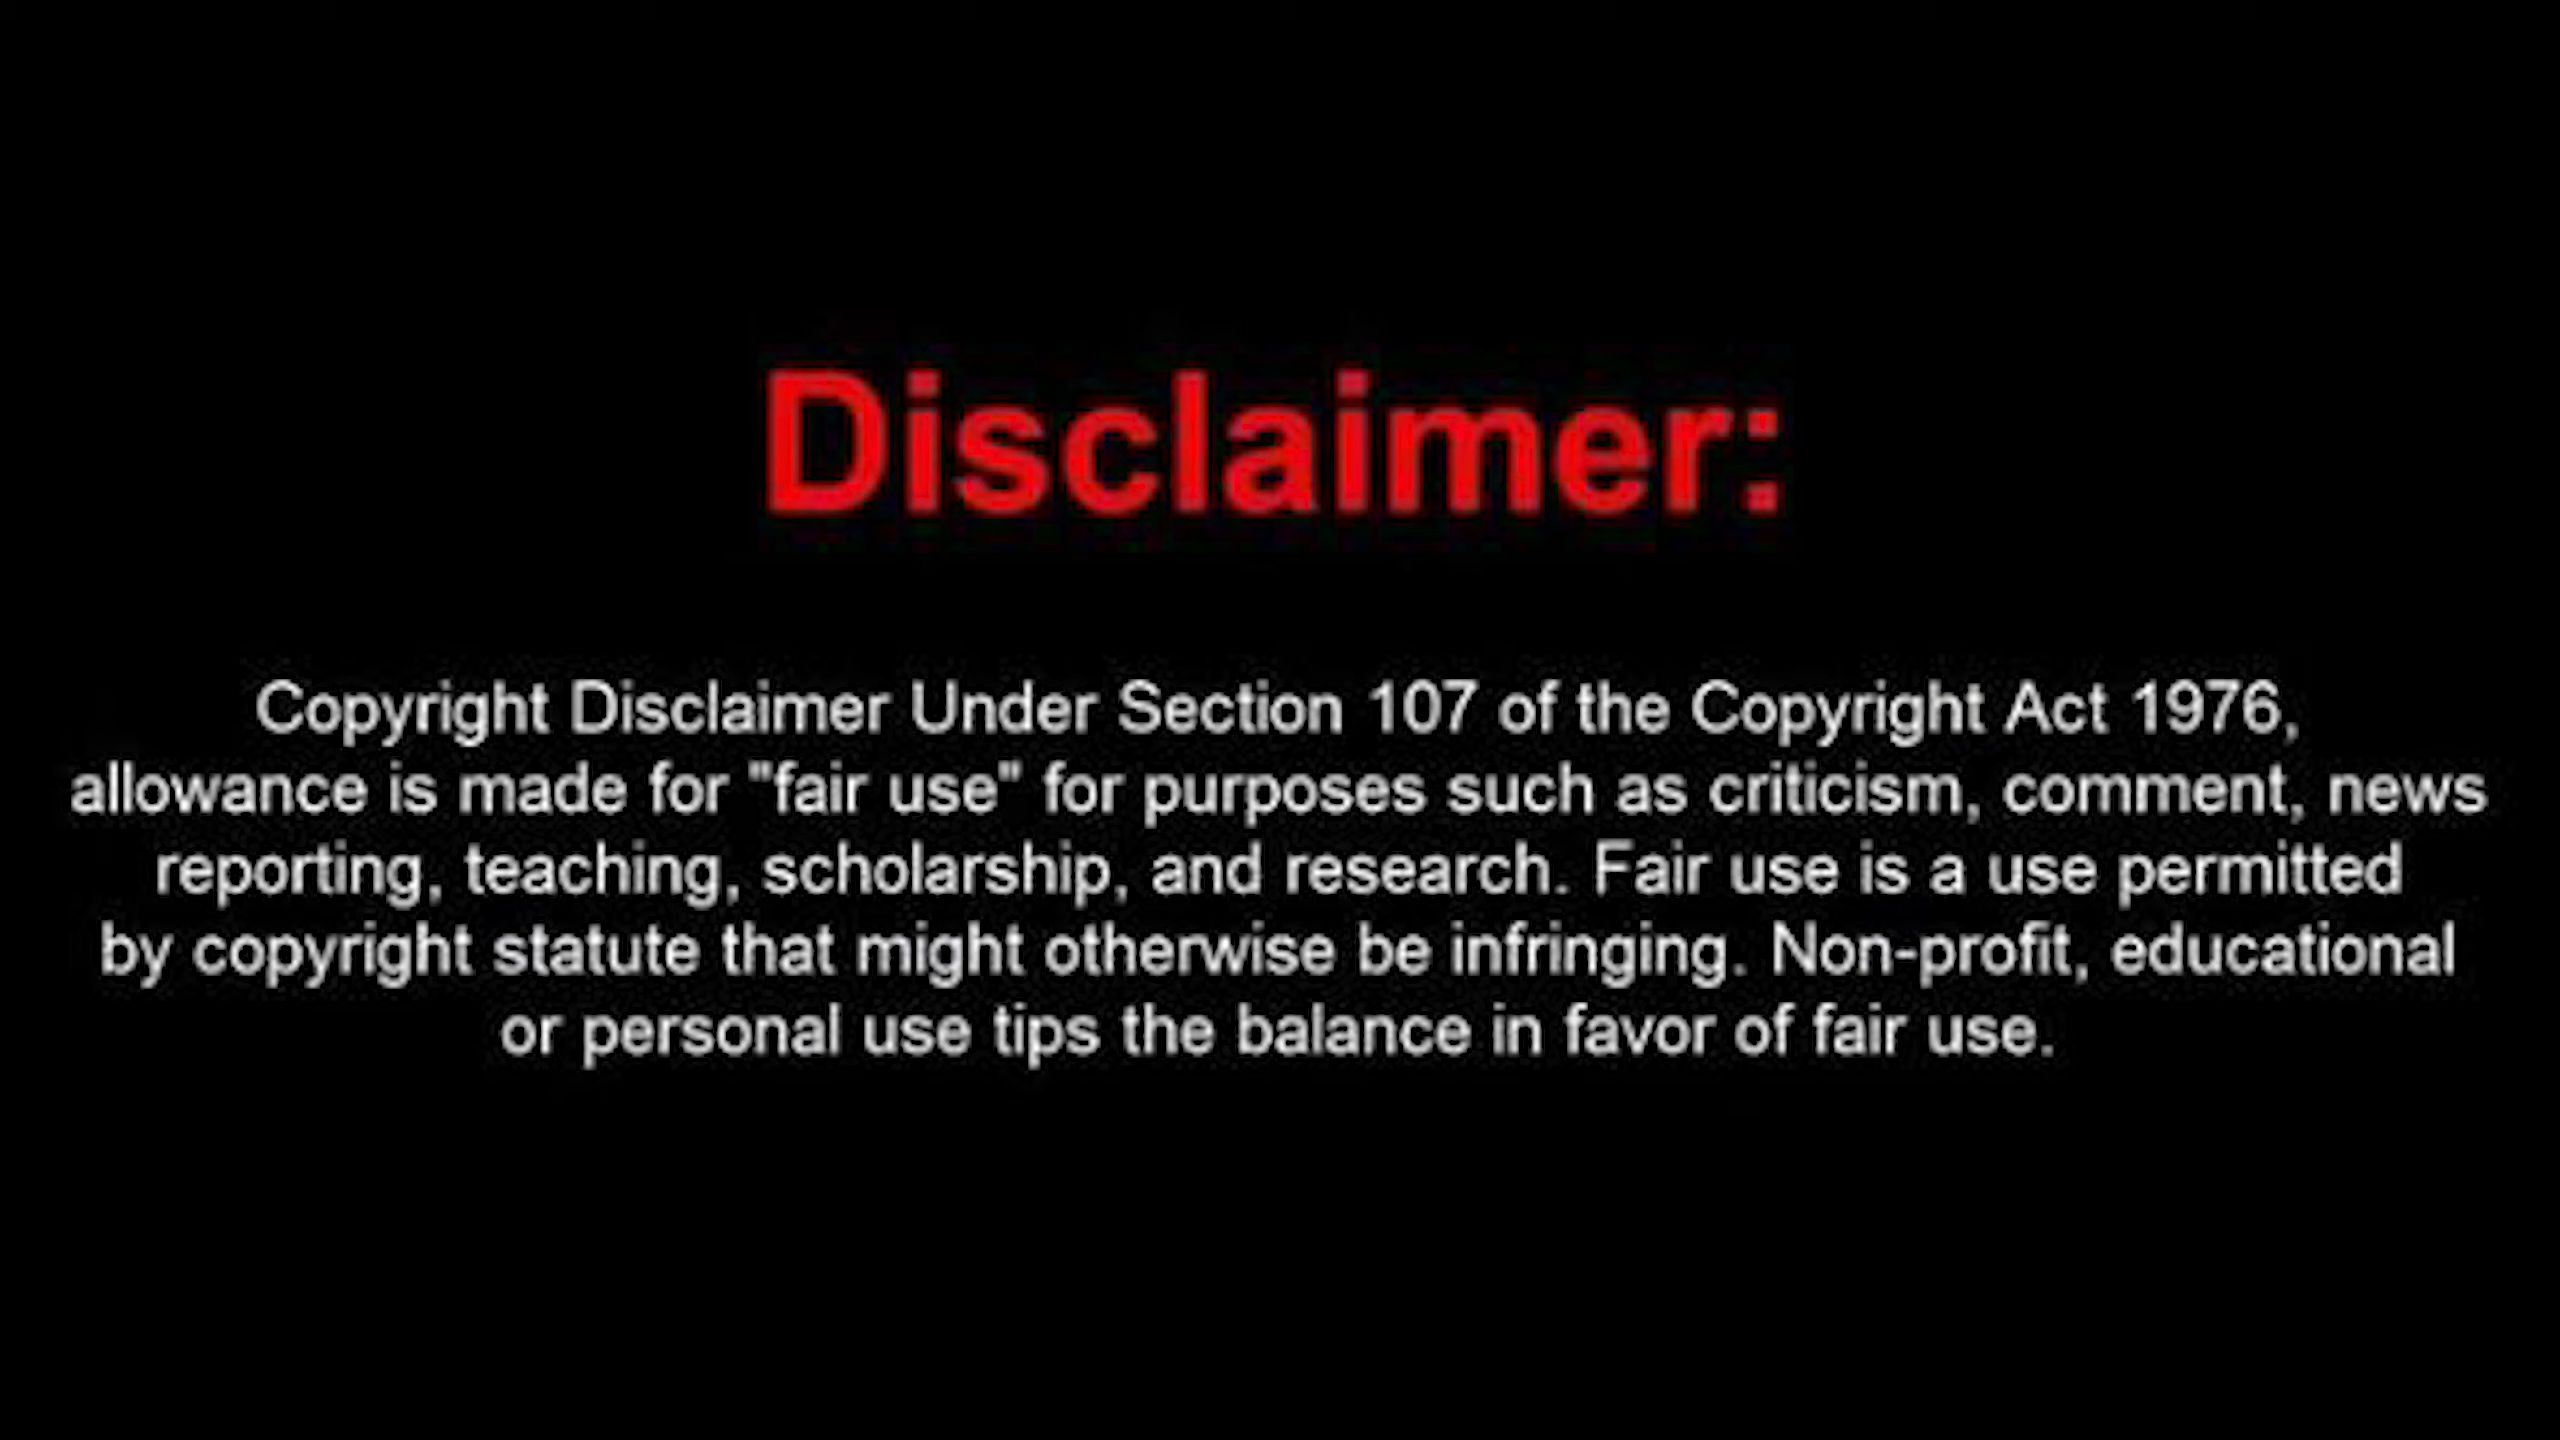 Disclaimer:
Copyright Disclaimer Under Section 107 of the Copyright Act 1976,
allowance is made for "fair use" for purposes such as criticism, comment, news
reporting, teaching, scholarship, and research. Fair use is a use permitted
by copyright statute that might otherwise be infringing. Non-profit, educational
or personal use tips the balance in favor of fair use.